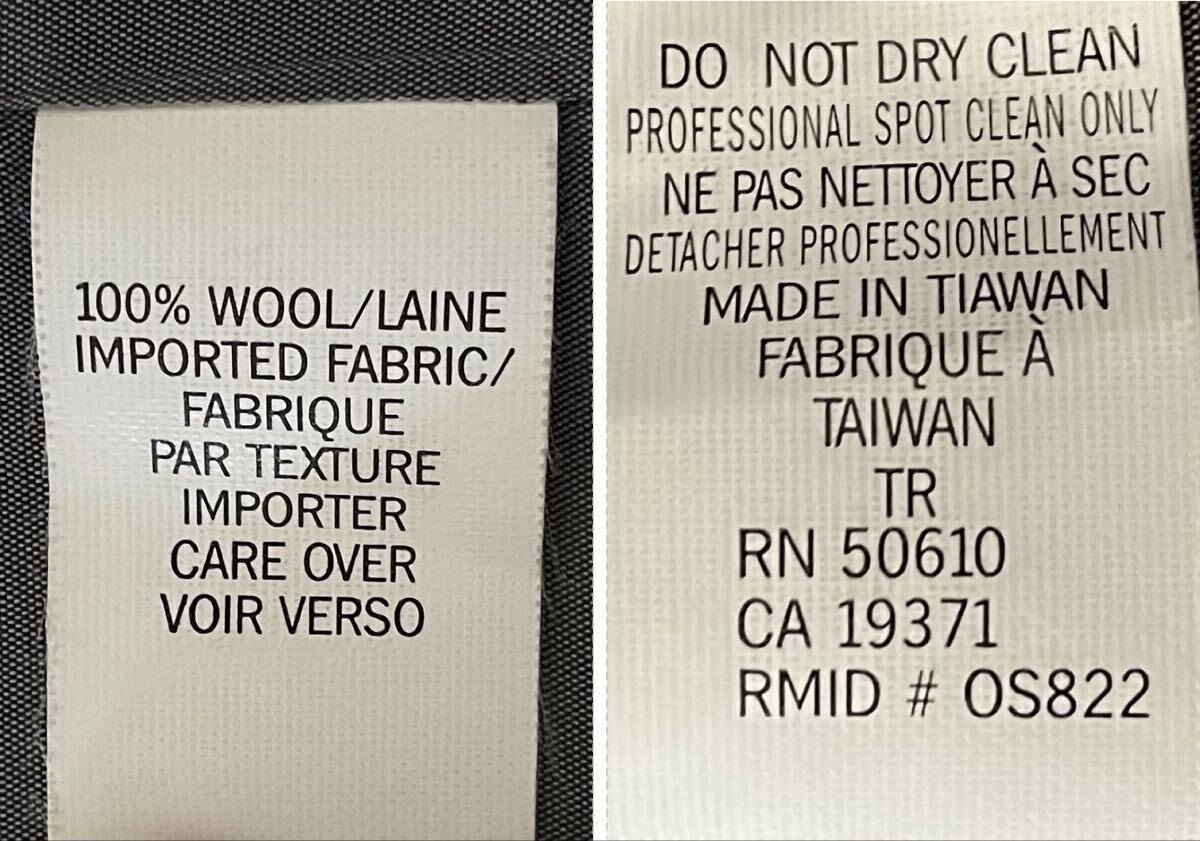 100% WOOL/LAINE
IMPORTED FABRIC/
FABRIQUE
PAR TEXTURE
IMPORTER
CARE OVER
VOIR VERSO
DO NOT DRY CLEAN
PROFESSIONAL SPOT CLEAN ONLY
NE PAS NETTOYER À SEC
DETACHER PROFESSIONELLEMENT
MADE IN TIAWAN
FABRIQUE À
TAIWAN
TR
RN 50610
CA 19371
RMID # OS822